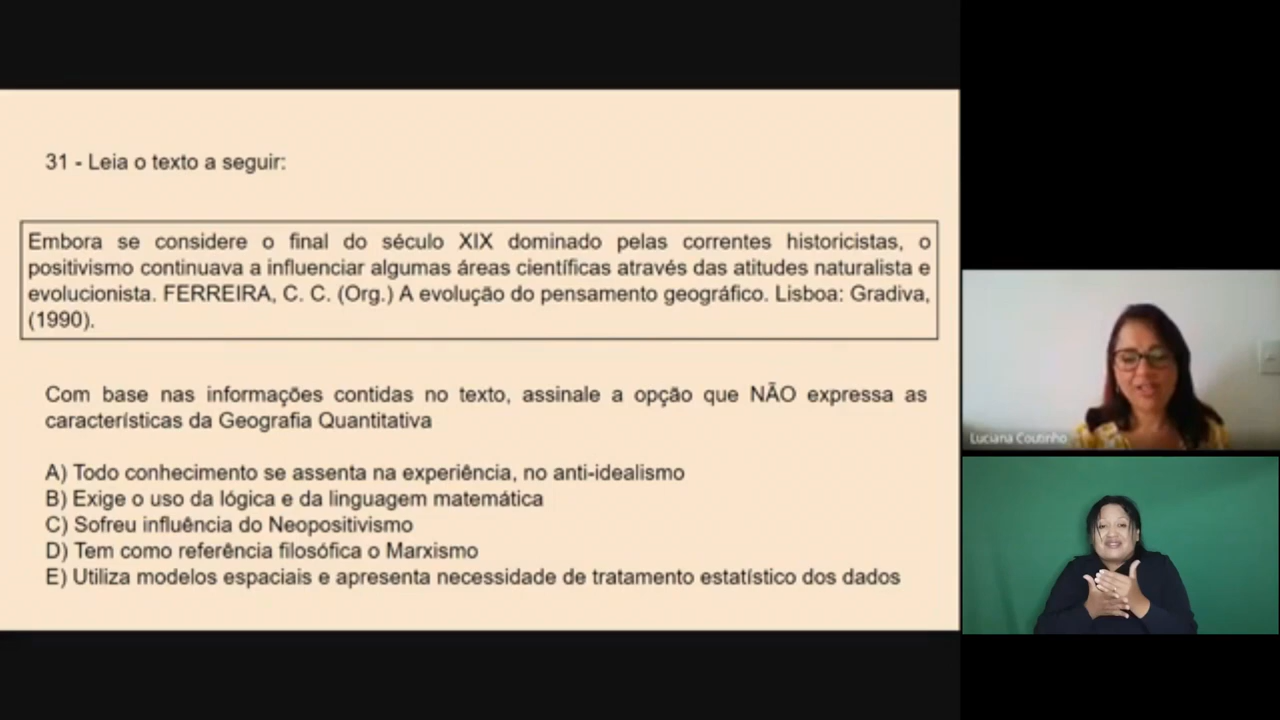 31 - Leia o texto a seguir:
Embora se considere o final do século XIX dominado pelas correntes historicistas, o
positivismo continuava a influenciar algumas áreas científicas através das atitudes naturalista e
evolucionista. FERREIRA, C. C. (Org.) A evolução do pensamento geográfico. Lisboa: Gradiva,
(1990).
Com base nas informações contidas no texto, assinale a opção que NÃO expressa as
características da Geografia Quantitativa
A) Todo conhecimento se assenta na experiência, no anti-idealismo
B) Exige o uso da lógica e da linguagem matemática
C) Sofreu influência do Neopositivismo
D) Tem como referência filosófica o Marxismo
E) Utiliza modelos espaciais e apresenta necessidade de tratamento estatístico dos dados
Luciana Coutinho